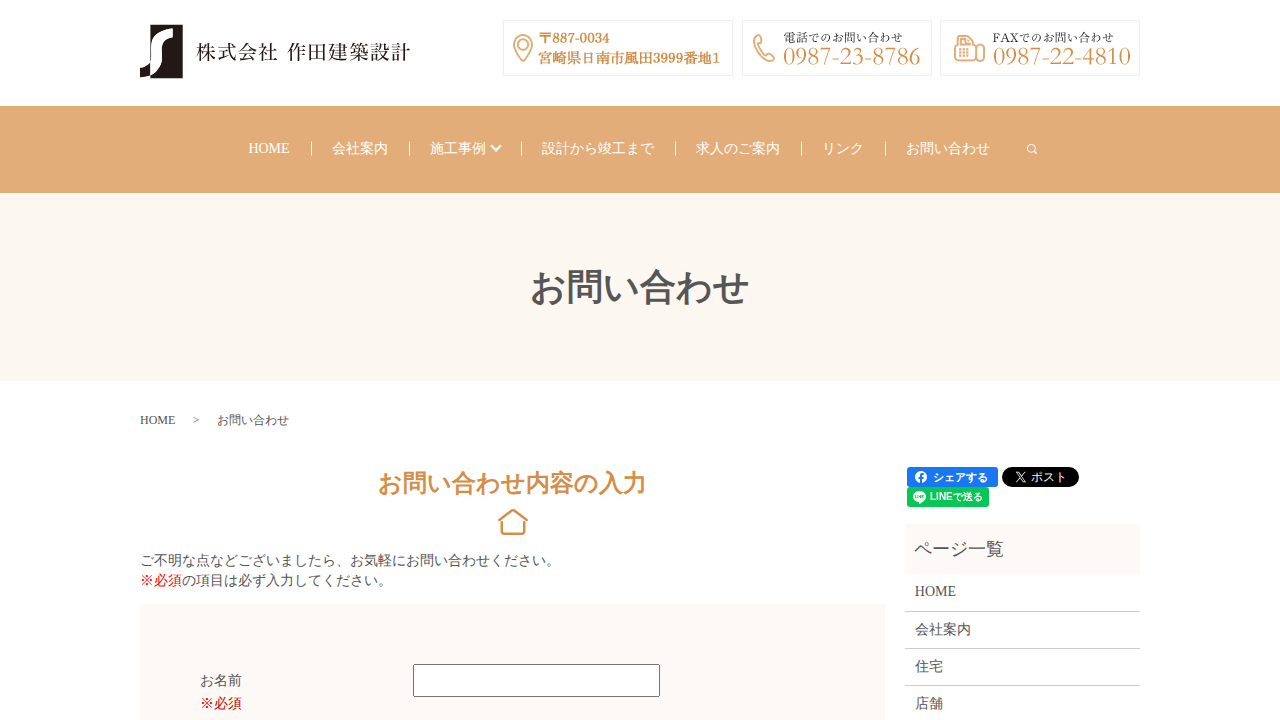 株式会社 作田建築設計
〒887-0034
宮崎県日南市風田3999番地1
電話でのお問い合わせ
0987-23-8786
FAXでのお問い合わせ
0987-22-4810
HOME
会社案内
施工事例
設計から竣工まで
求人のご案内
リンク
お問い合わせ
お問い合わせ
HOME > お問い合わせ
お問い合わせ内容の入力
ご不明な点などございましたら、お気軽にお問い合わせください。
※必須の項目は必ず入力してください。
お名前
※必須
シェアする
ポスト
LINEで送る
ページ一覧
HOME
会社案内
住宅
店舗